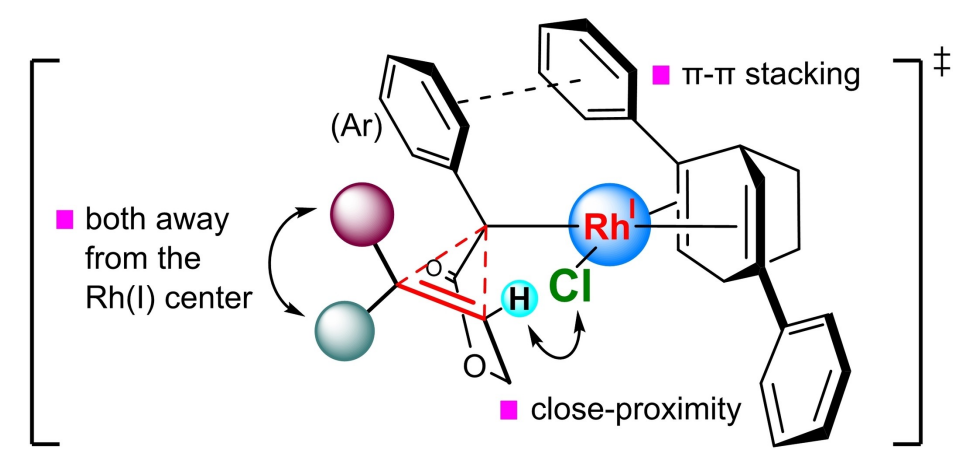 ‡
π-π stacking
(Ar)
both away
from the
Rh(I) center
Rh I
O
Cl
H
O
close-proximity